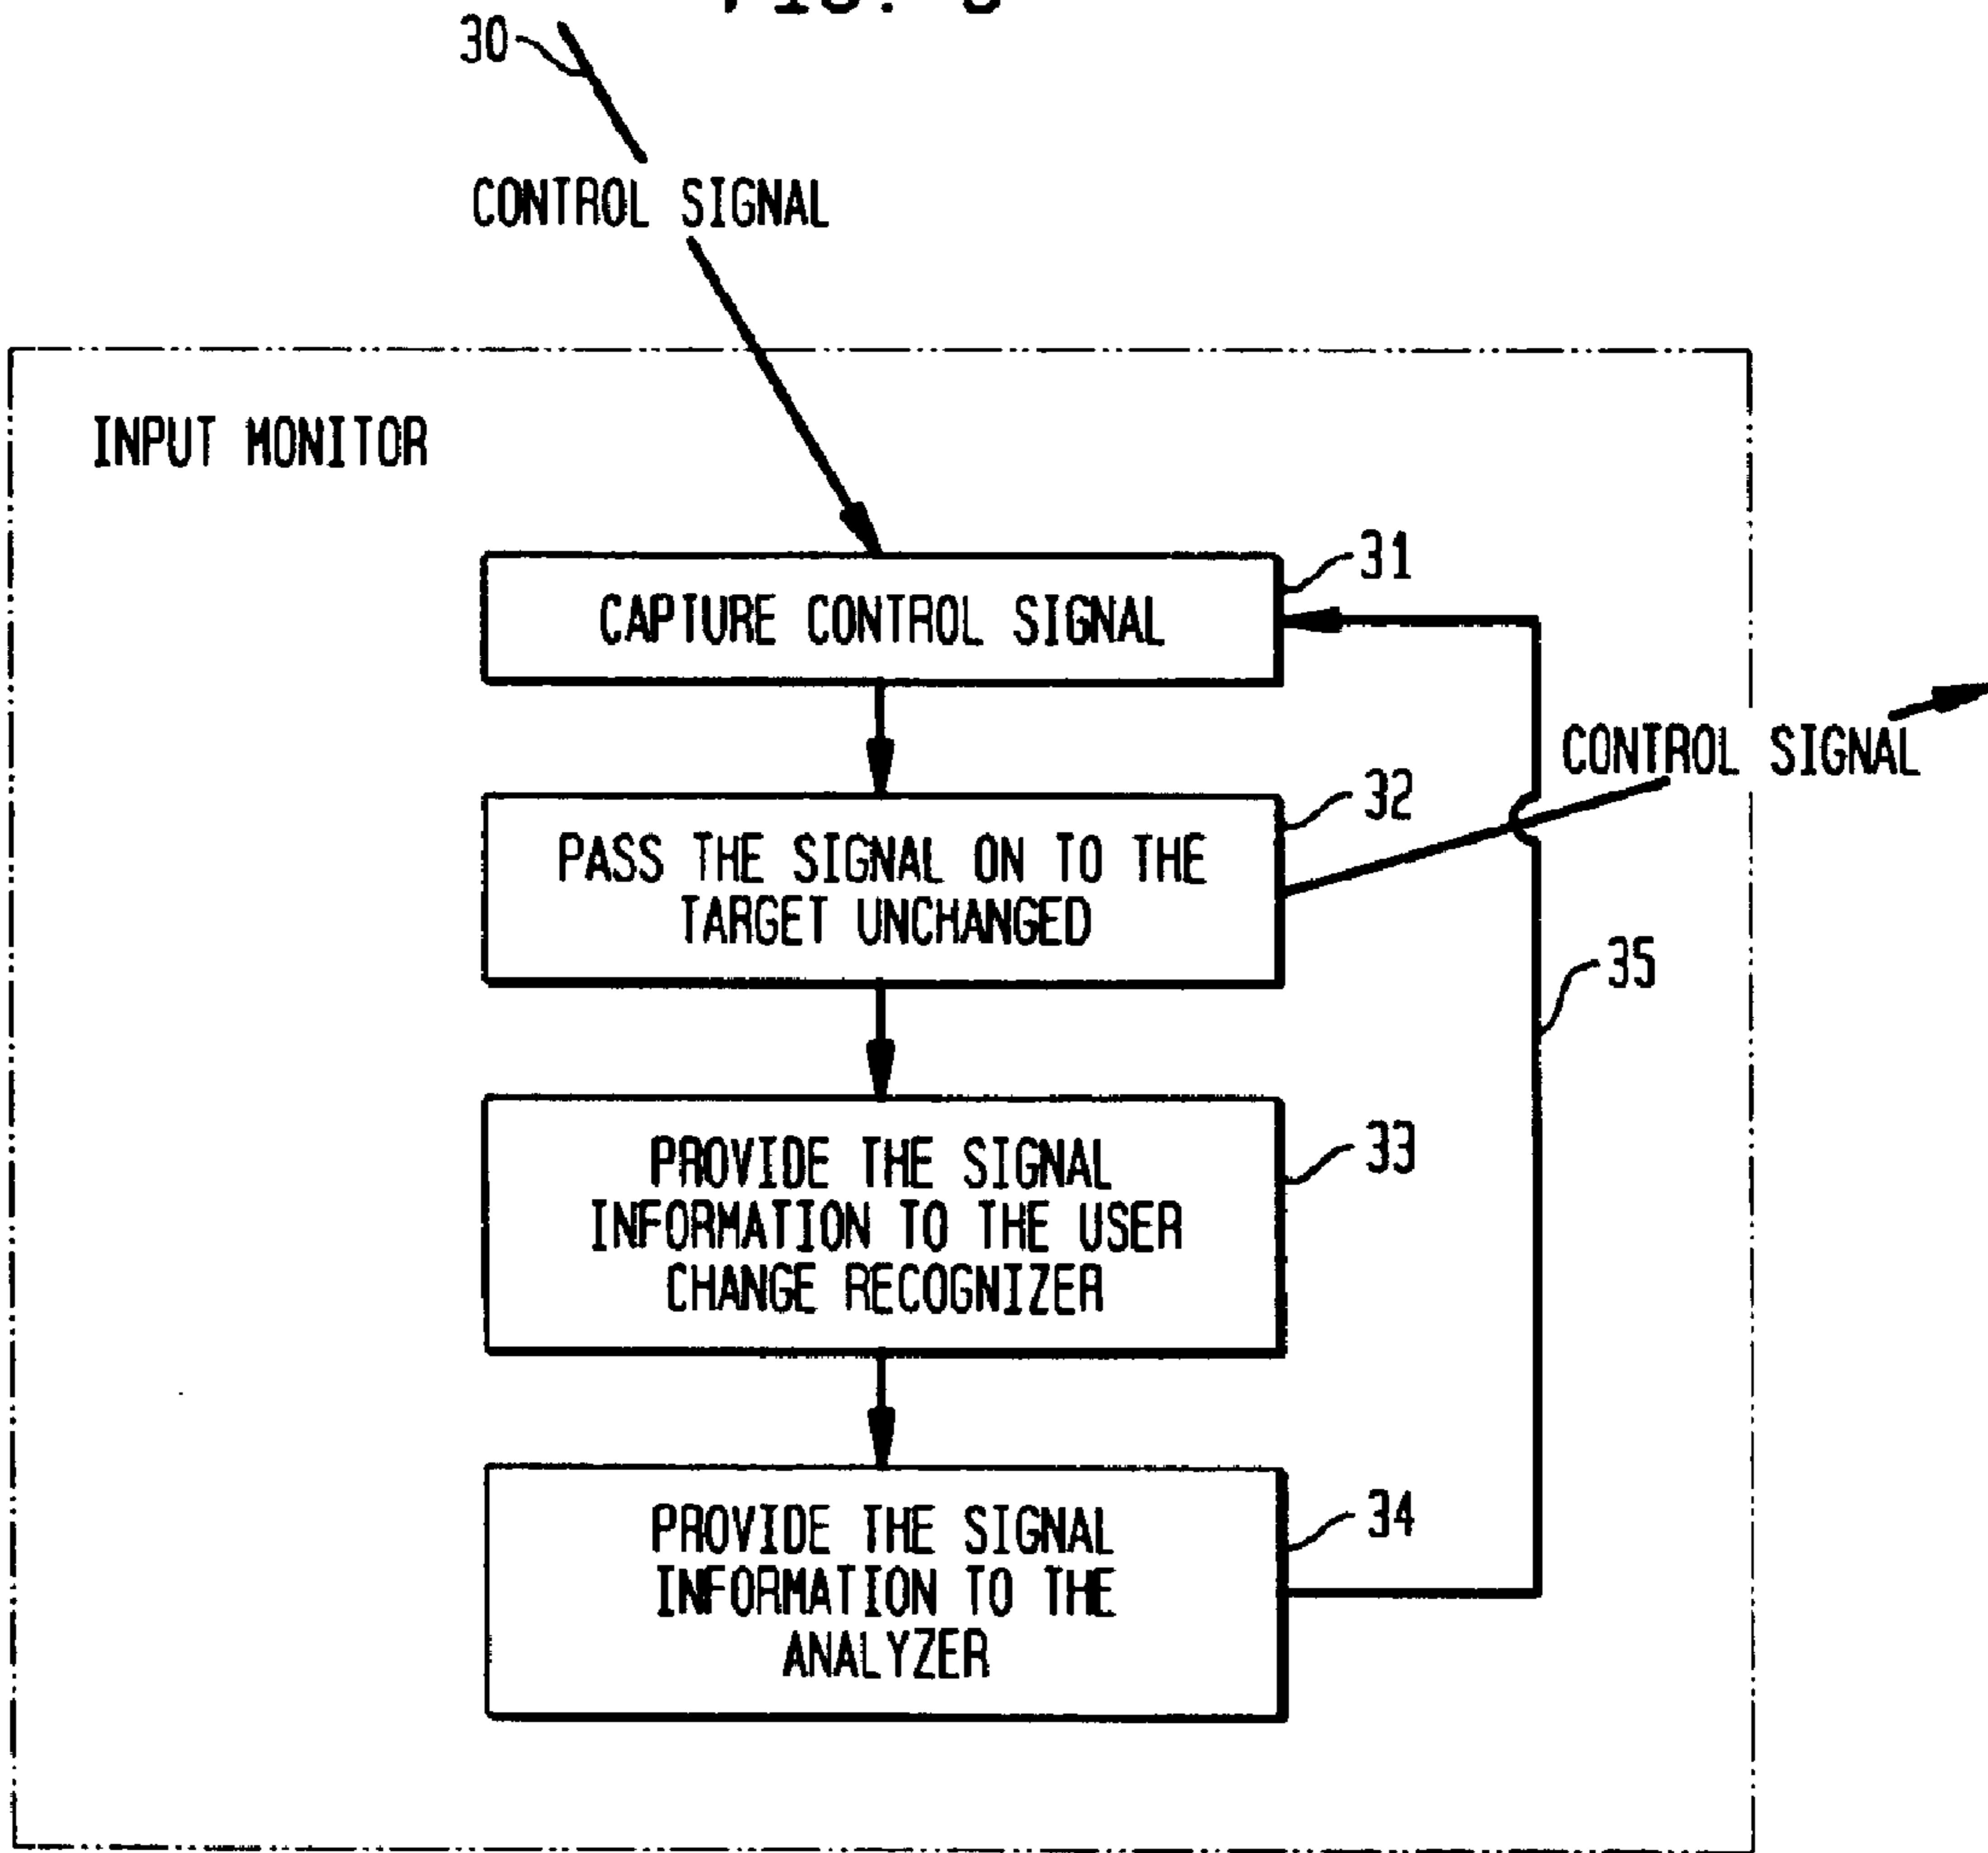 FIG.
30
CONTROL SIGNAL
INPUT MONITOR
31
CAPTURE CONTROL SIGNAL
CONTROL SIGNAL
32
PASS THE SIGNAL ON TO THE
TARGET UNCHANGED
35
33
PROVIDE THE SIGNAL
INFORMATION TO THE USER
CHANGE RECOGNIZER
34
PROVIDE THE SIGNAL
INFORMATION TO THE
ANALYZER